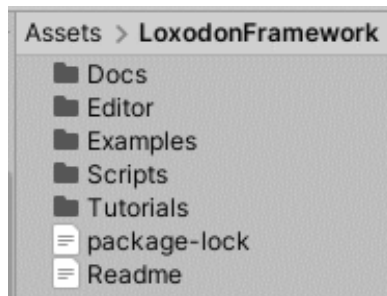 Assets > LoxodonFramework
Docs
Editor
Examples
Scripts
Tutorials
package-lock
Readme